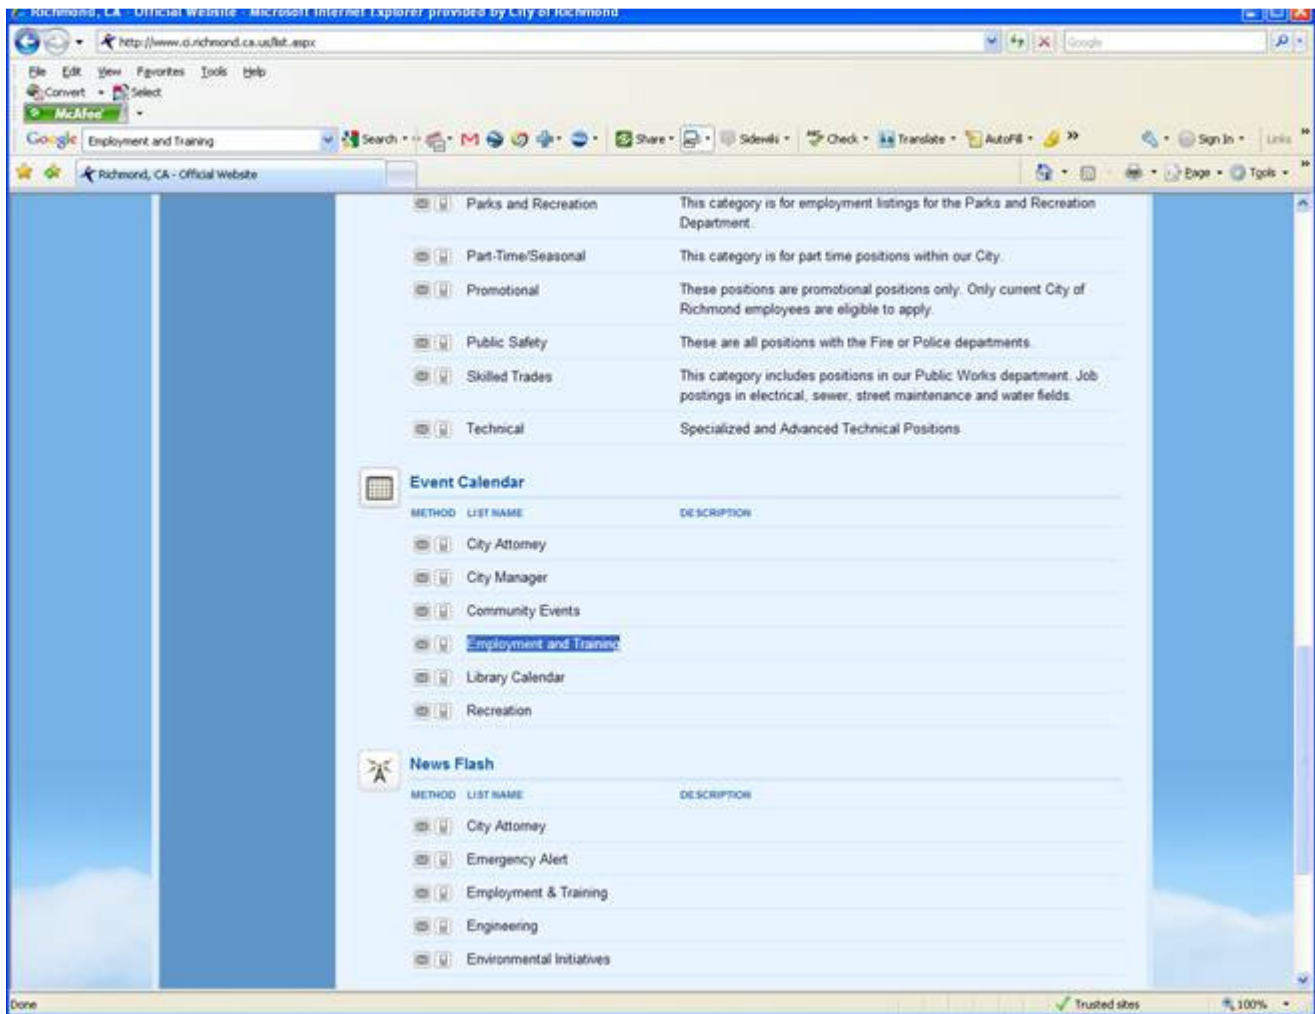 Richmond, CA - Official Website - Microsoft Internet Explorer provided by City of Richmond
http://www.ci.richmond.ca.us/list.aspx
Google
File Edit View Favorites Tools Help
Convert Select
McAfee
Google Employment and Training Search Share Sidewiki Check Translate AutoFill Sign In Links
Richmond, CA - Official Website Page Tools
Parks and Recreation This category is for employment listings for the Parks and Recreation
Department.
Part-Time/Seasonal This category is for part time positions within our City.
Promotional These positions are promotional positions only. Only current City of
Richmond employees are eligible to apply.
Public Safety These are all positions with the Fire or Police departments.
Skilled Trades This category includes positions in our Public Works department. Job
postings in electrical, sewer, street maintenance and water fields.
Technical Specialized and Advanced Technical Positions
Event Calendar
METHOD LIST NAME DESCRIPTION
City Attorney
City Manager
Community Events
Employment and Training
Library Calendar
Recreation
News Flash
METHOD LIST NAME DESCRIPTION
City Attorney
Emergency Alert
Employment & Training
Engineering
Environmental Initiatives
Done Trusted sites 100%